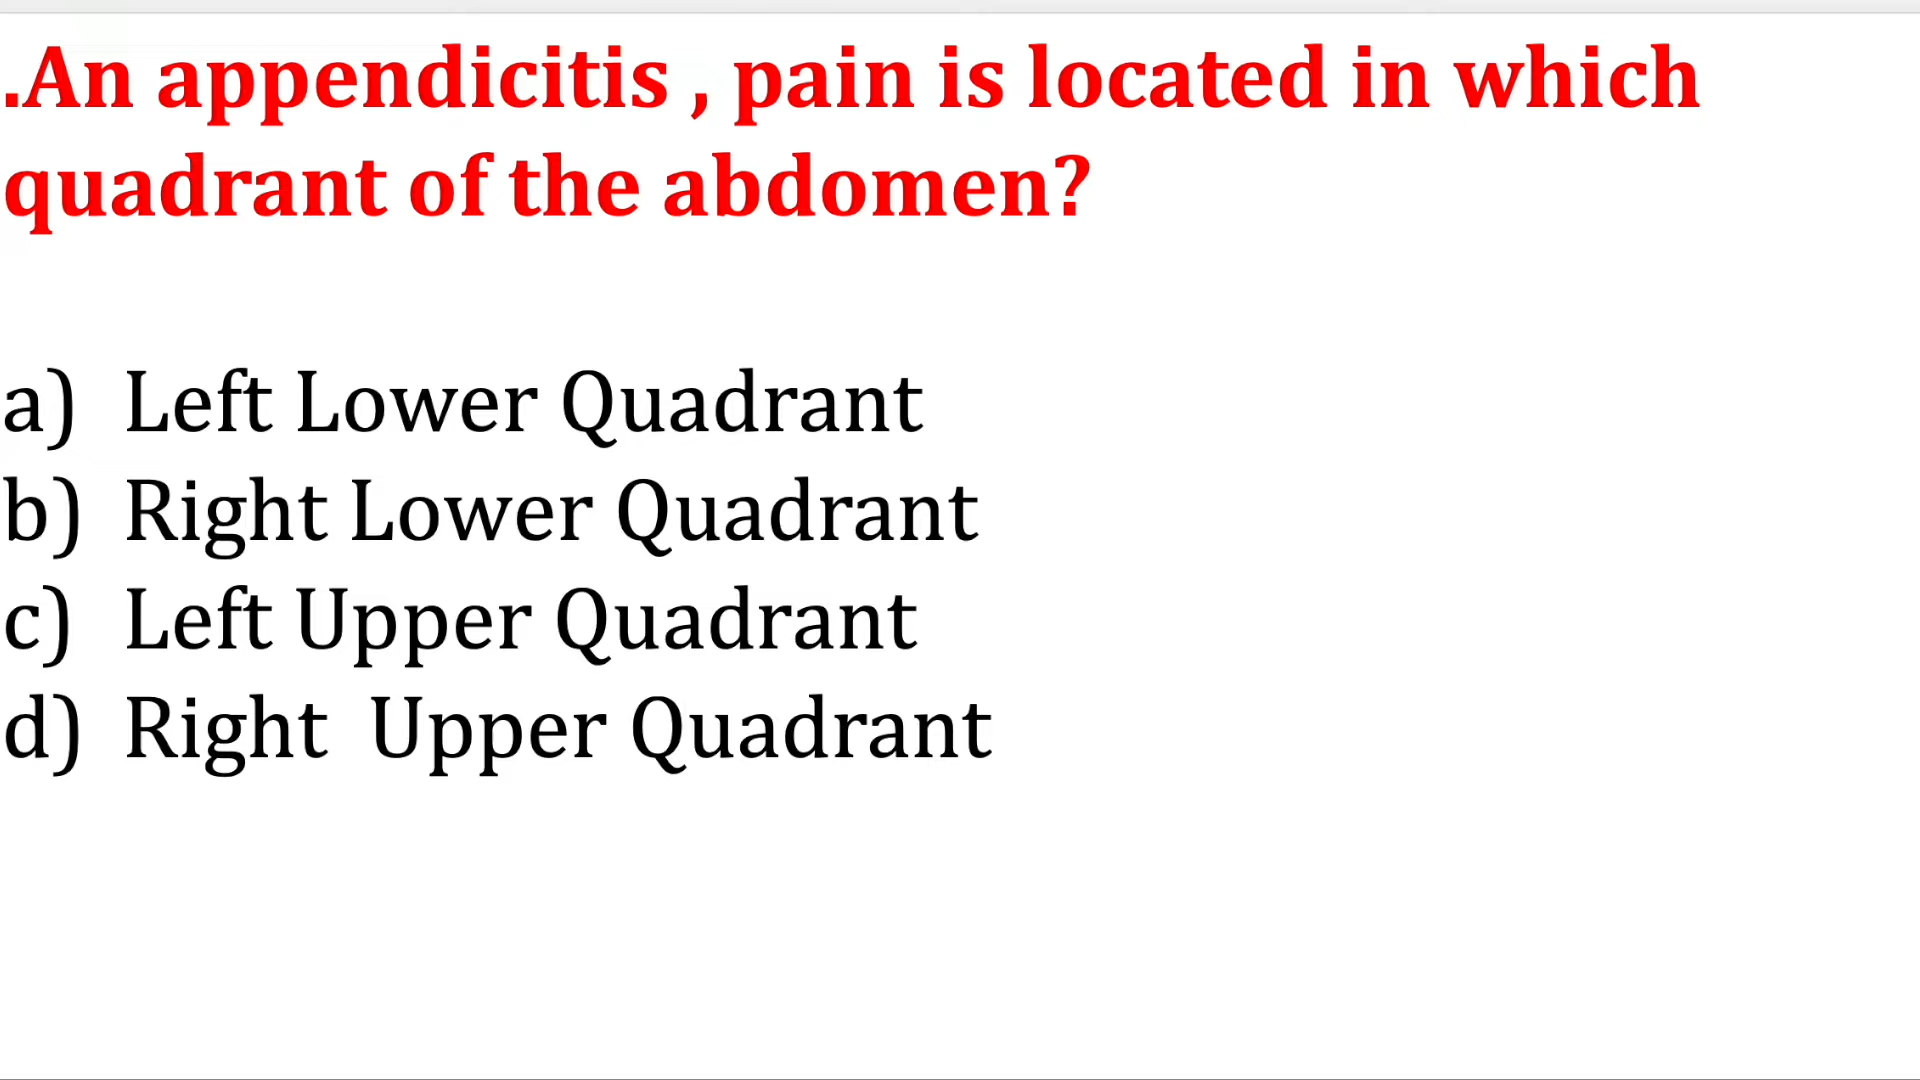 .An appendicitis , pain is located in which
quadrant of the abdomen?
a) Left Lower Quadrant
b) Right Lower Quadrant
c) Left Upper Quadrant
d) Right  Upper Quadrant